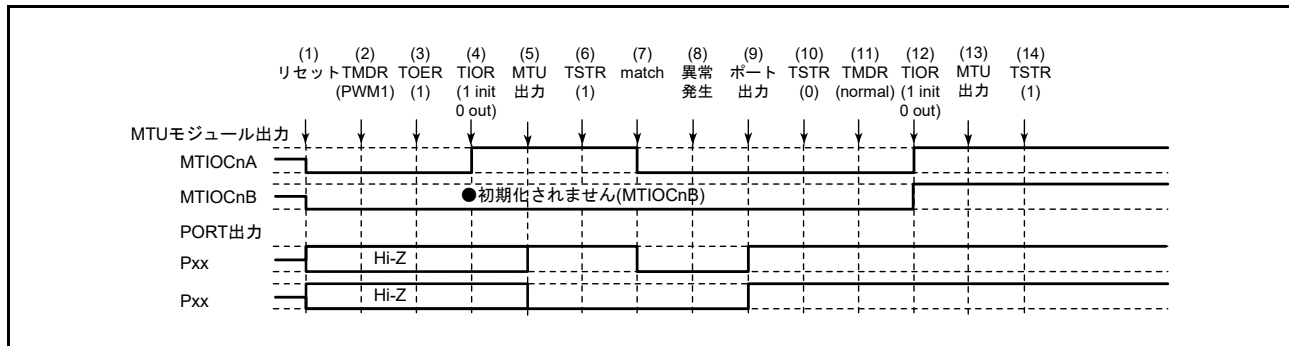 (1) (2) (3) (4) (5) (6) (7) (8) (9) (10) (11) (12) (13) (14)
リセット TMDR TOER TIOR MTU TSTR match 異常 ポート TSTR TMDR TIOR MTU TSTR
(PWM1) (1) (1 init 出力 (1) 発生 出力 (0) (normal) (1 init 出力 (1)
0 out) 0 out)
MTUモジュール出力
MTIOCnA
MTIOCnB ●初期化されません(MTIOCnB)
PORT出力
Pxx Hi-Z
Pxx Hi-Z